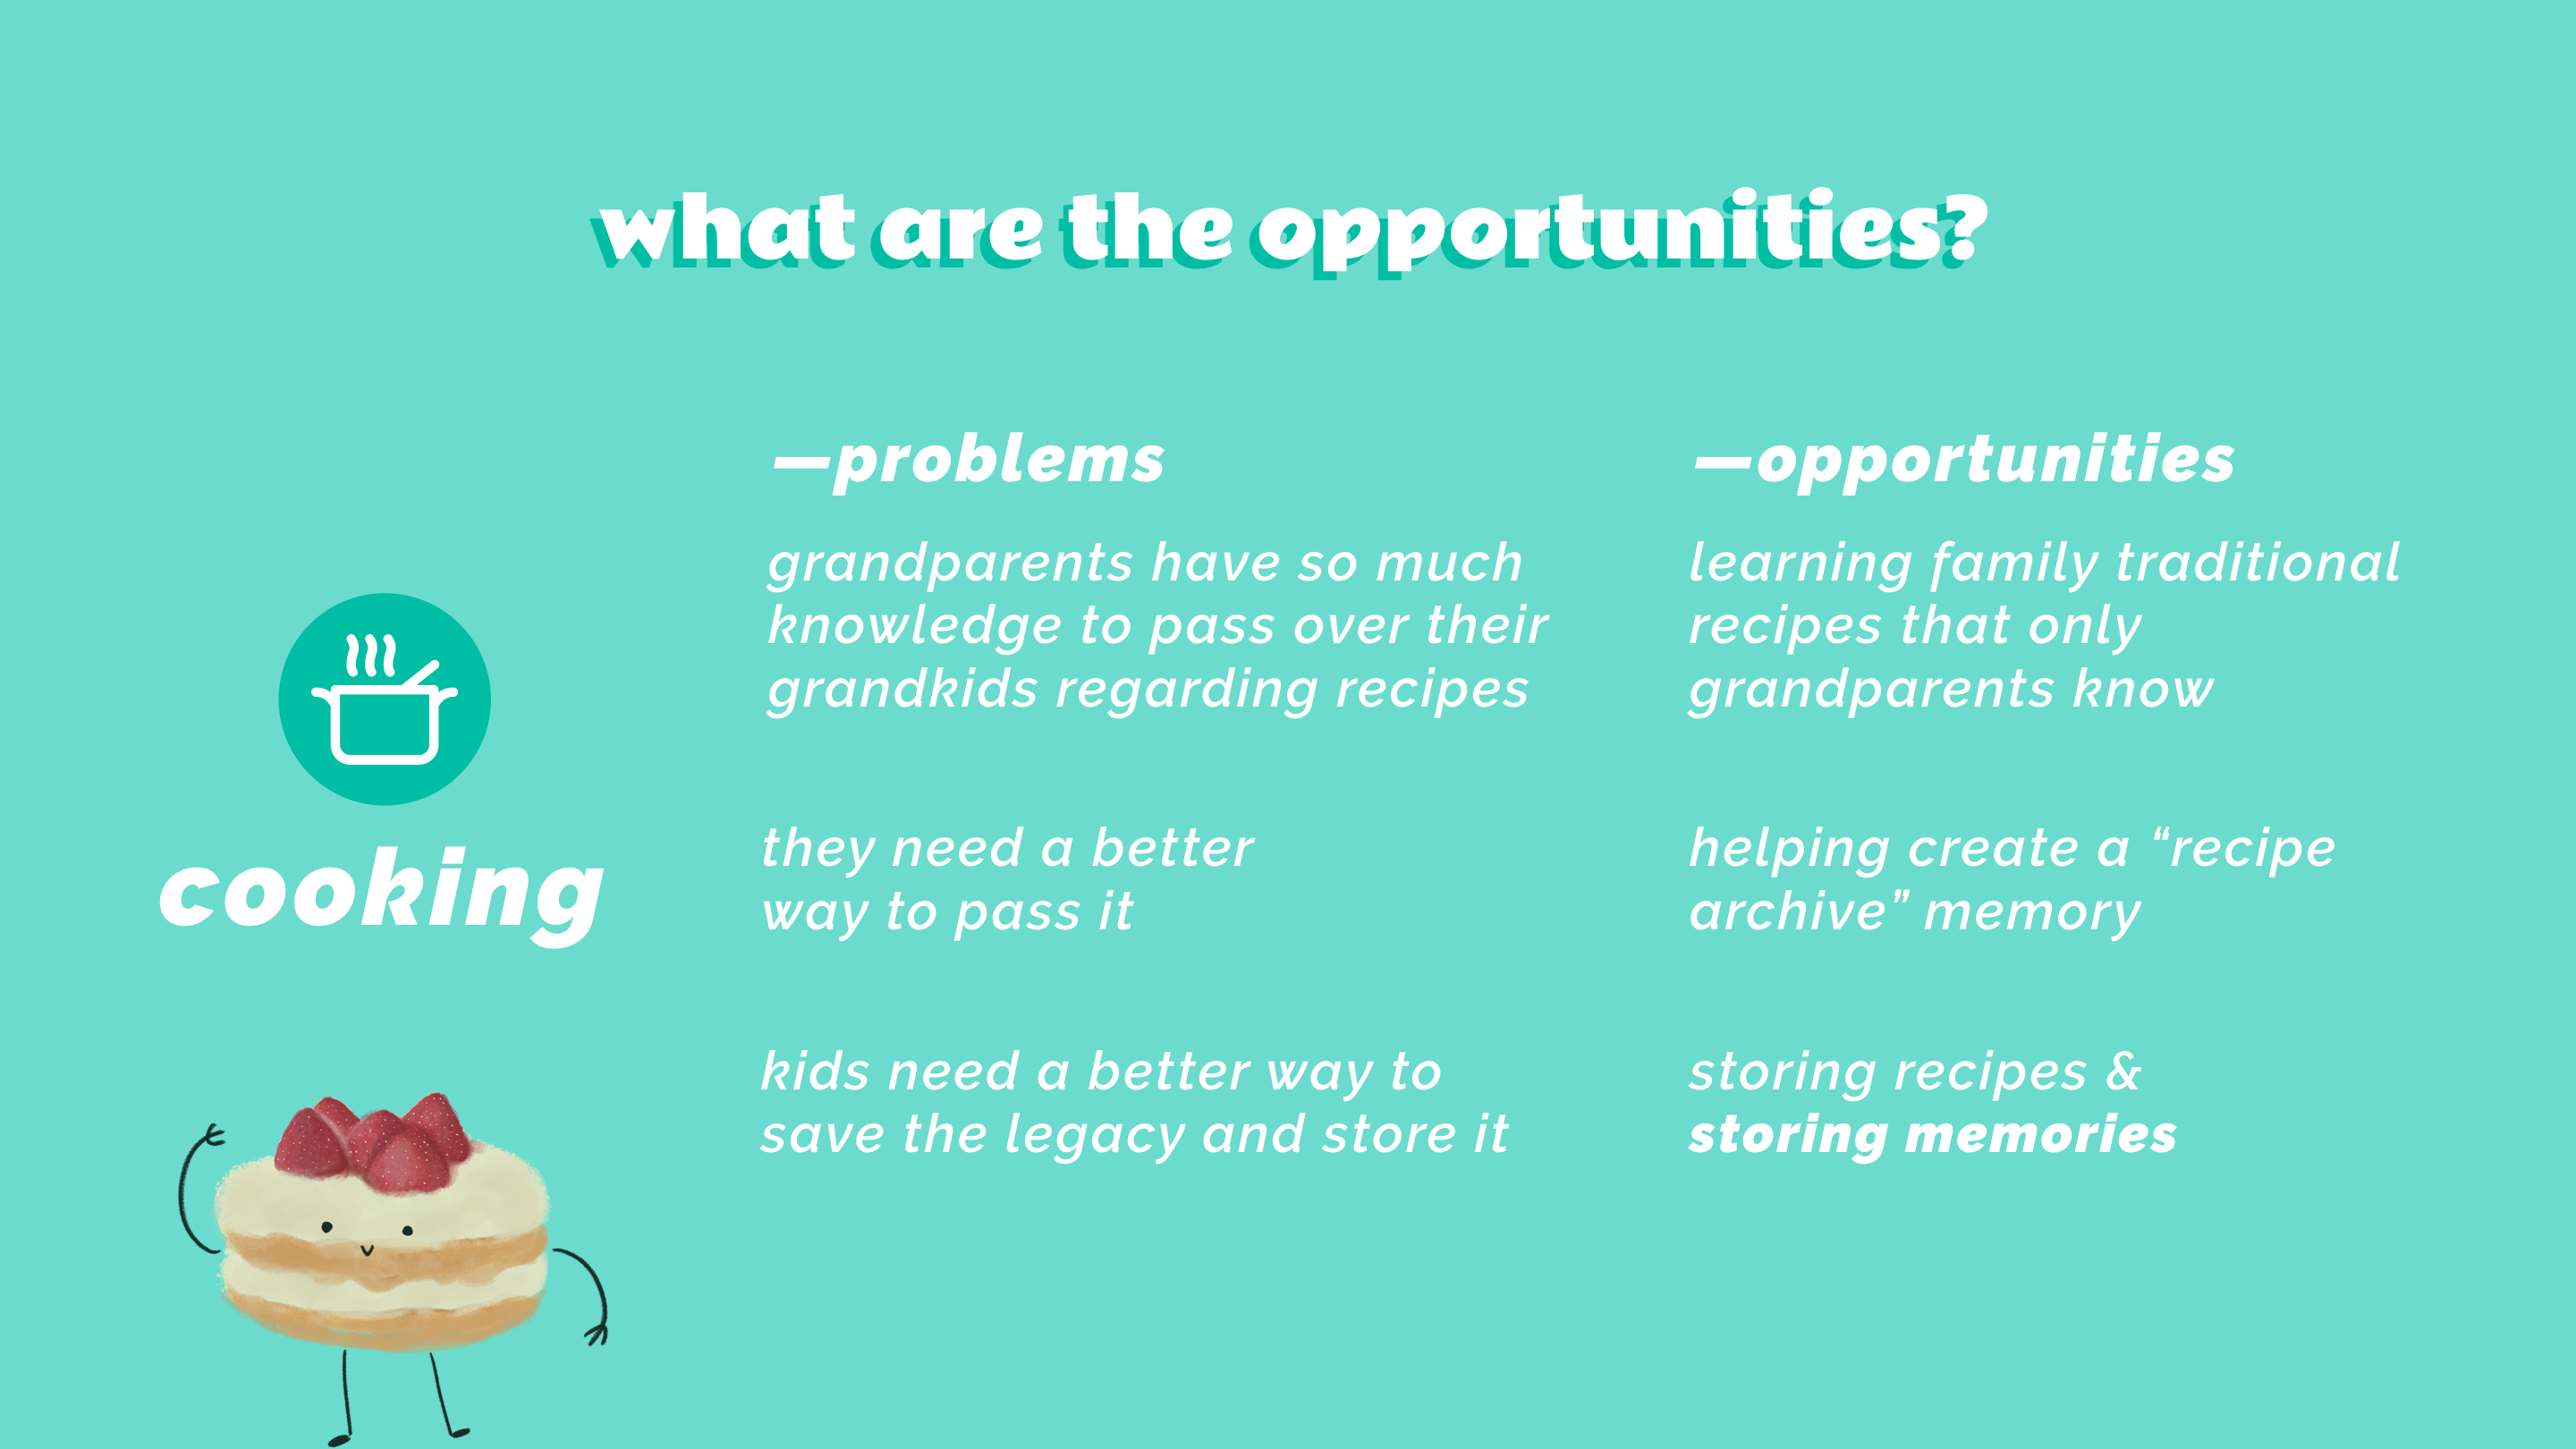 what are the opportunities?
cooking
—problems
grandparents have so much
knowledge to pass over their
grandkids regarding recipes
they need a better
way to pass it
kids need a better way to
save the legacy and store it
—opportunities
learning family traditional
recipes that only
grandparents know
helping create a “recipe
archive” memory
storing recipes &
storing memories